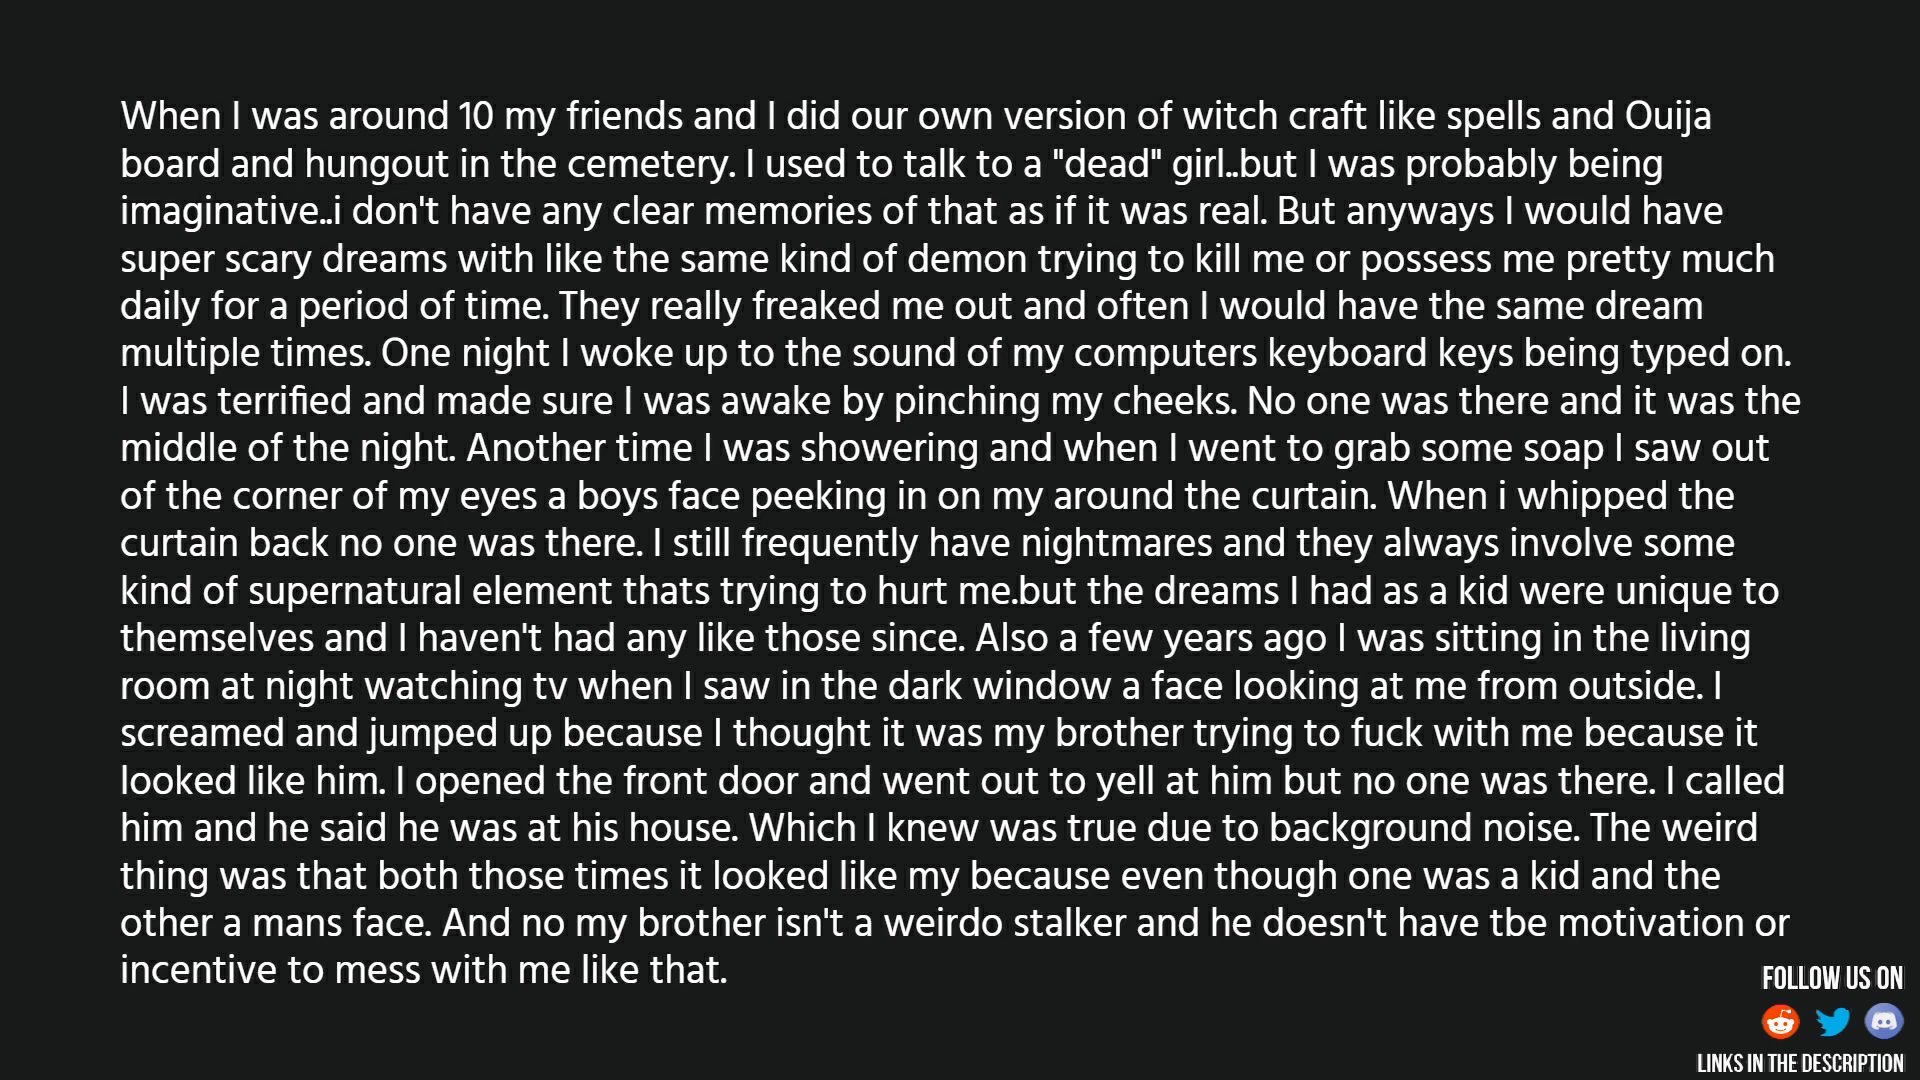 When I was around 10 my friends and I did our own version of witch craft like spells and Ouija
board and hungout in the cemetery. I used to talk to a "dead" girl..but I was probably being
imaginative..i don't have any clear memories of that as if it was real. But anyways I would have
super scary dreams with like the same kind of demon trying to kill me or possess me pretty much
daily for a period of time. They really freaked me out and often I would have the same dream
multiple times. One night I woke up to the sound of my computers keyboard keys being typed on.
I was terrified and made sure I was awake by pinching my cheeks. No one was there and it was the
middle of the night. Another time I was showering and when I went to grab some soap I saw out
of the corner of my eyes a boys face peeking in on my around the curtain. When i whipped the
curtain back no one was there. I still frequently have nightmares and they always involve some
kind of supernatural element thats trying to hurt me.but the dreams I had as a kid were unique to
themselves and I haven't had any like those since. Also a few years ago I was sitting in the living
room at night watching tv when I saw in the dark window a face looking at me from outside. I
screamed and jumped up because I thought it was my brother trying to fuck with me because it
looked like him. I opened the front door and went out to yell at him but no one was there. I called
him and he said he was at his house. Which I knew was true due to background noise. The weird
thing was that both those times it looked like my because even though one was a kid and the
other a mans face. And no my brother isn't a weirdo stalker and he doesn't have tbe motivation or
incentive to mess with me like that.
FOLLOW US ON
LINKS IN THE DESCRIPTION